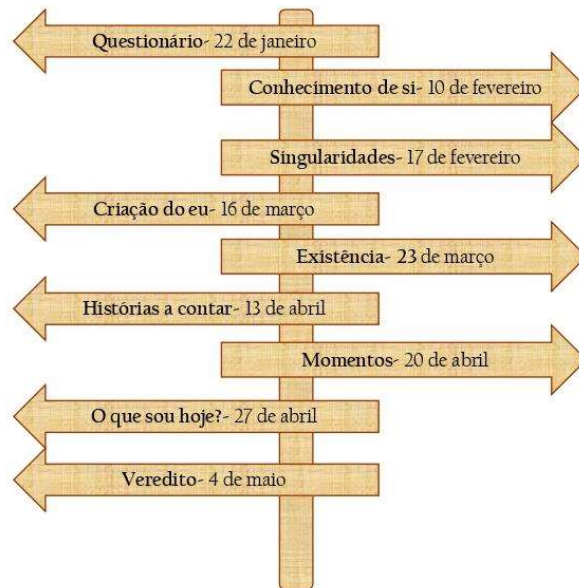 Questionário- 22 de janeiro
Conhecimento de si- 10 de fevereiro
Singularidades- 17 de fevereiro
Criação do eu- 16 de março
Existência- 23 de março
Histórias a contar- 13 de abril
Momentos- 20 de abril
O que sou hoje?- 27 de abril
Veredito- 4 de maio